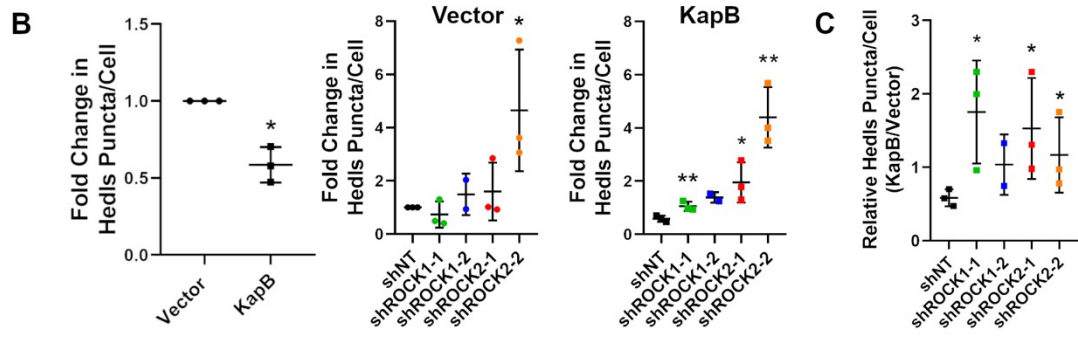 B
Fold Change in
Hedls Puncta/Cell
1.5
1.0
0.5
0.0
*
Vector
KapB
Vector
Fold Change in
Hedls Puncta/Cell
8
6
4
2
0
*
shNT
shROCK1-1
shROCK1-2
shROCK2-1
shROCK2-2
KapB
Fold Change in
Hedls Puncta/Cell
8
6
4
2
0
**
*
**
shNT
shROCK1-1
shROCK1-2
shROCK2-1
shROCK2-2
C
Relative Hedls Puncta/Cell
(KapB/Vector)
3
2
1
0
*
*
*
shNT
shROCK1-1
shROCK1-2
shROCK2-1
shROCK2-2